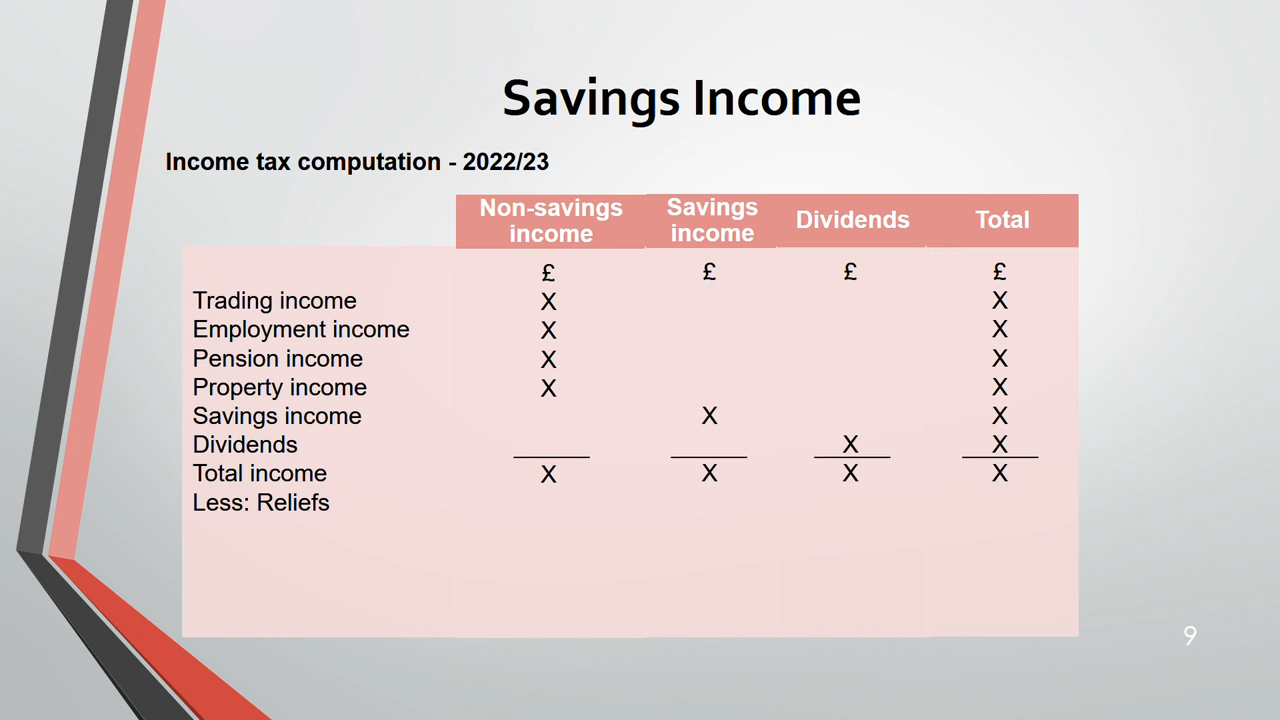 Savings Income
Income tax computation - 2022/23
Non-savings income Savings income Dividends Total
£ £ £ £
Trading income X X
Employment income X X
Pension income X X
Property income X X
Savings income X X
Dividends X X
Total income X X X X
Less: Reliefs
9